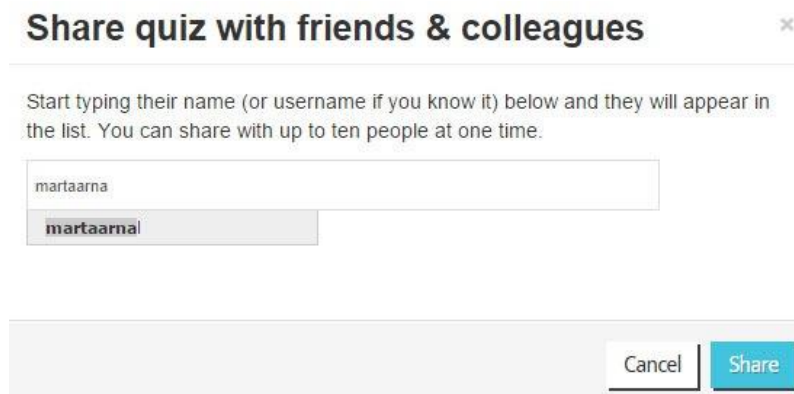 Share quiz with friends & colleagues
×
Start typing their name (or username if you know it) below and they will appear in
the list. You can share with up to ten people at one time.
martaarna
martaarnal
Cancel Share